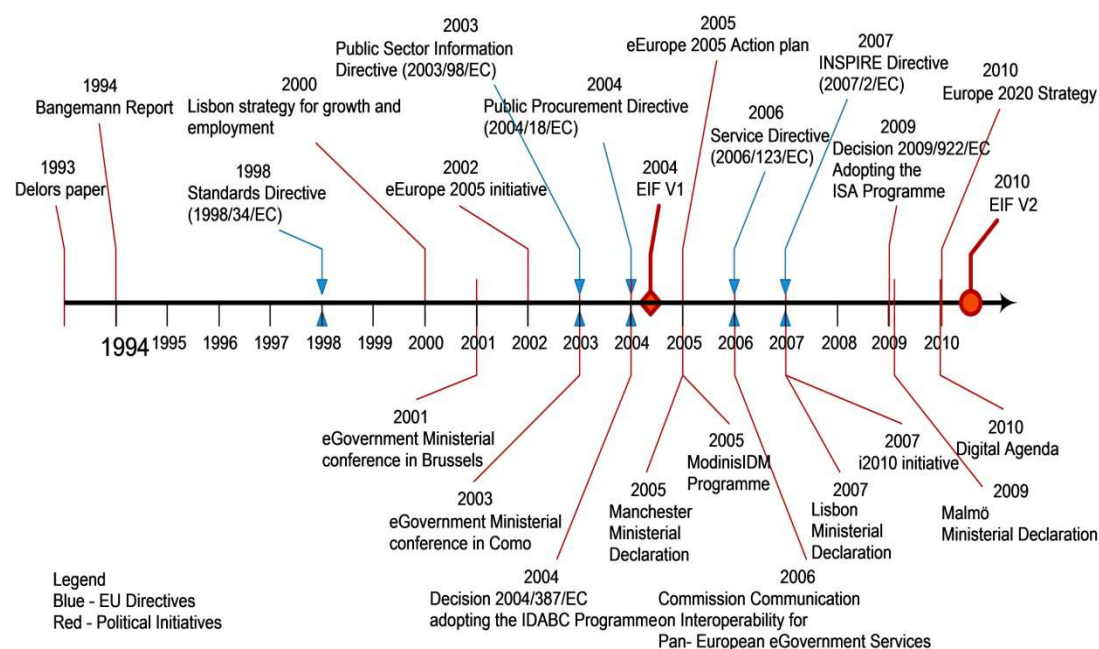 1993
Delors paper
1994
Bangemann Report
1998
Standards Directive
(1998/34/EC)
2000
Lisbon strategy for growth and
employment
2002
eEurope 2005 initiative
2003
Public Sector Information
Directive (2003/98/EC)
2004
Public Procurement Directive
(2004/18/EC)
2004
EIF V1
2005
eEurope 2005 Action plan
2006
Service Directive
(2006/123/EC)
2007
INSPIRE Directive
(2007/2/EC)
2009
Decision 2009/922/EC
Adopting the
ISA Programme
2010
Europe 2020 Strategy
2010
EIF V2
1994 1995 1996 1997 1998 1999 2000 2001 2002 2003 2004 2005 2006 2007 2008 2009 2010
2001
eGovernment Ministerial
conference in Brussels
2003
eGovernment Ministerial
conference in Como
2004
Decision 2004/387/EC
adopting the IDABC Programme
2005
Manchester
Ministerial
Declaration
2005
ModinisIDM
Programme
2006
Commission Communication
on Interoperability for
Pan- European eGovernment Services
2007
Lisbon
Ministerial
Declaration
2007
i2010 initiative
2009
Malmö
Ministerial Declaration
2010
Digital Agenda
Legend
Blue - EU Directives
Red - Political Initiatives